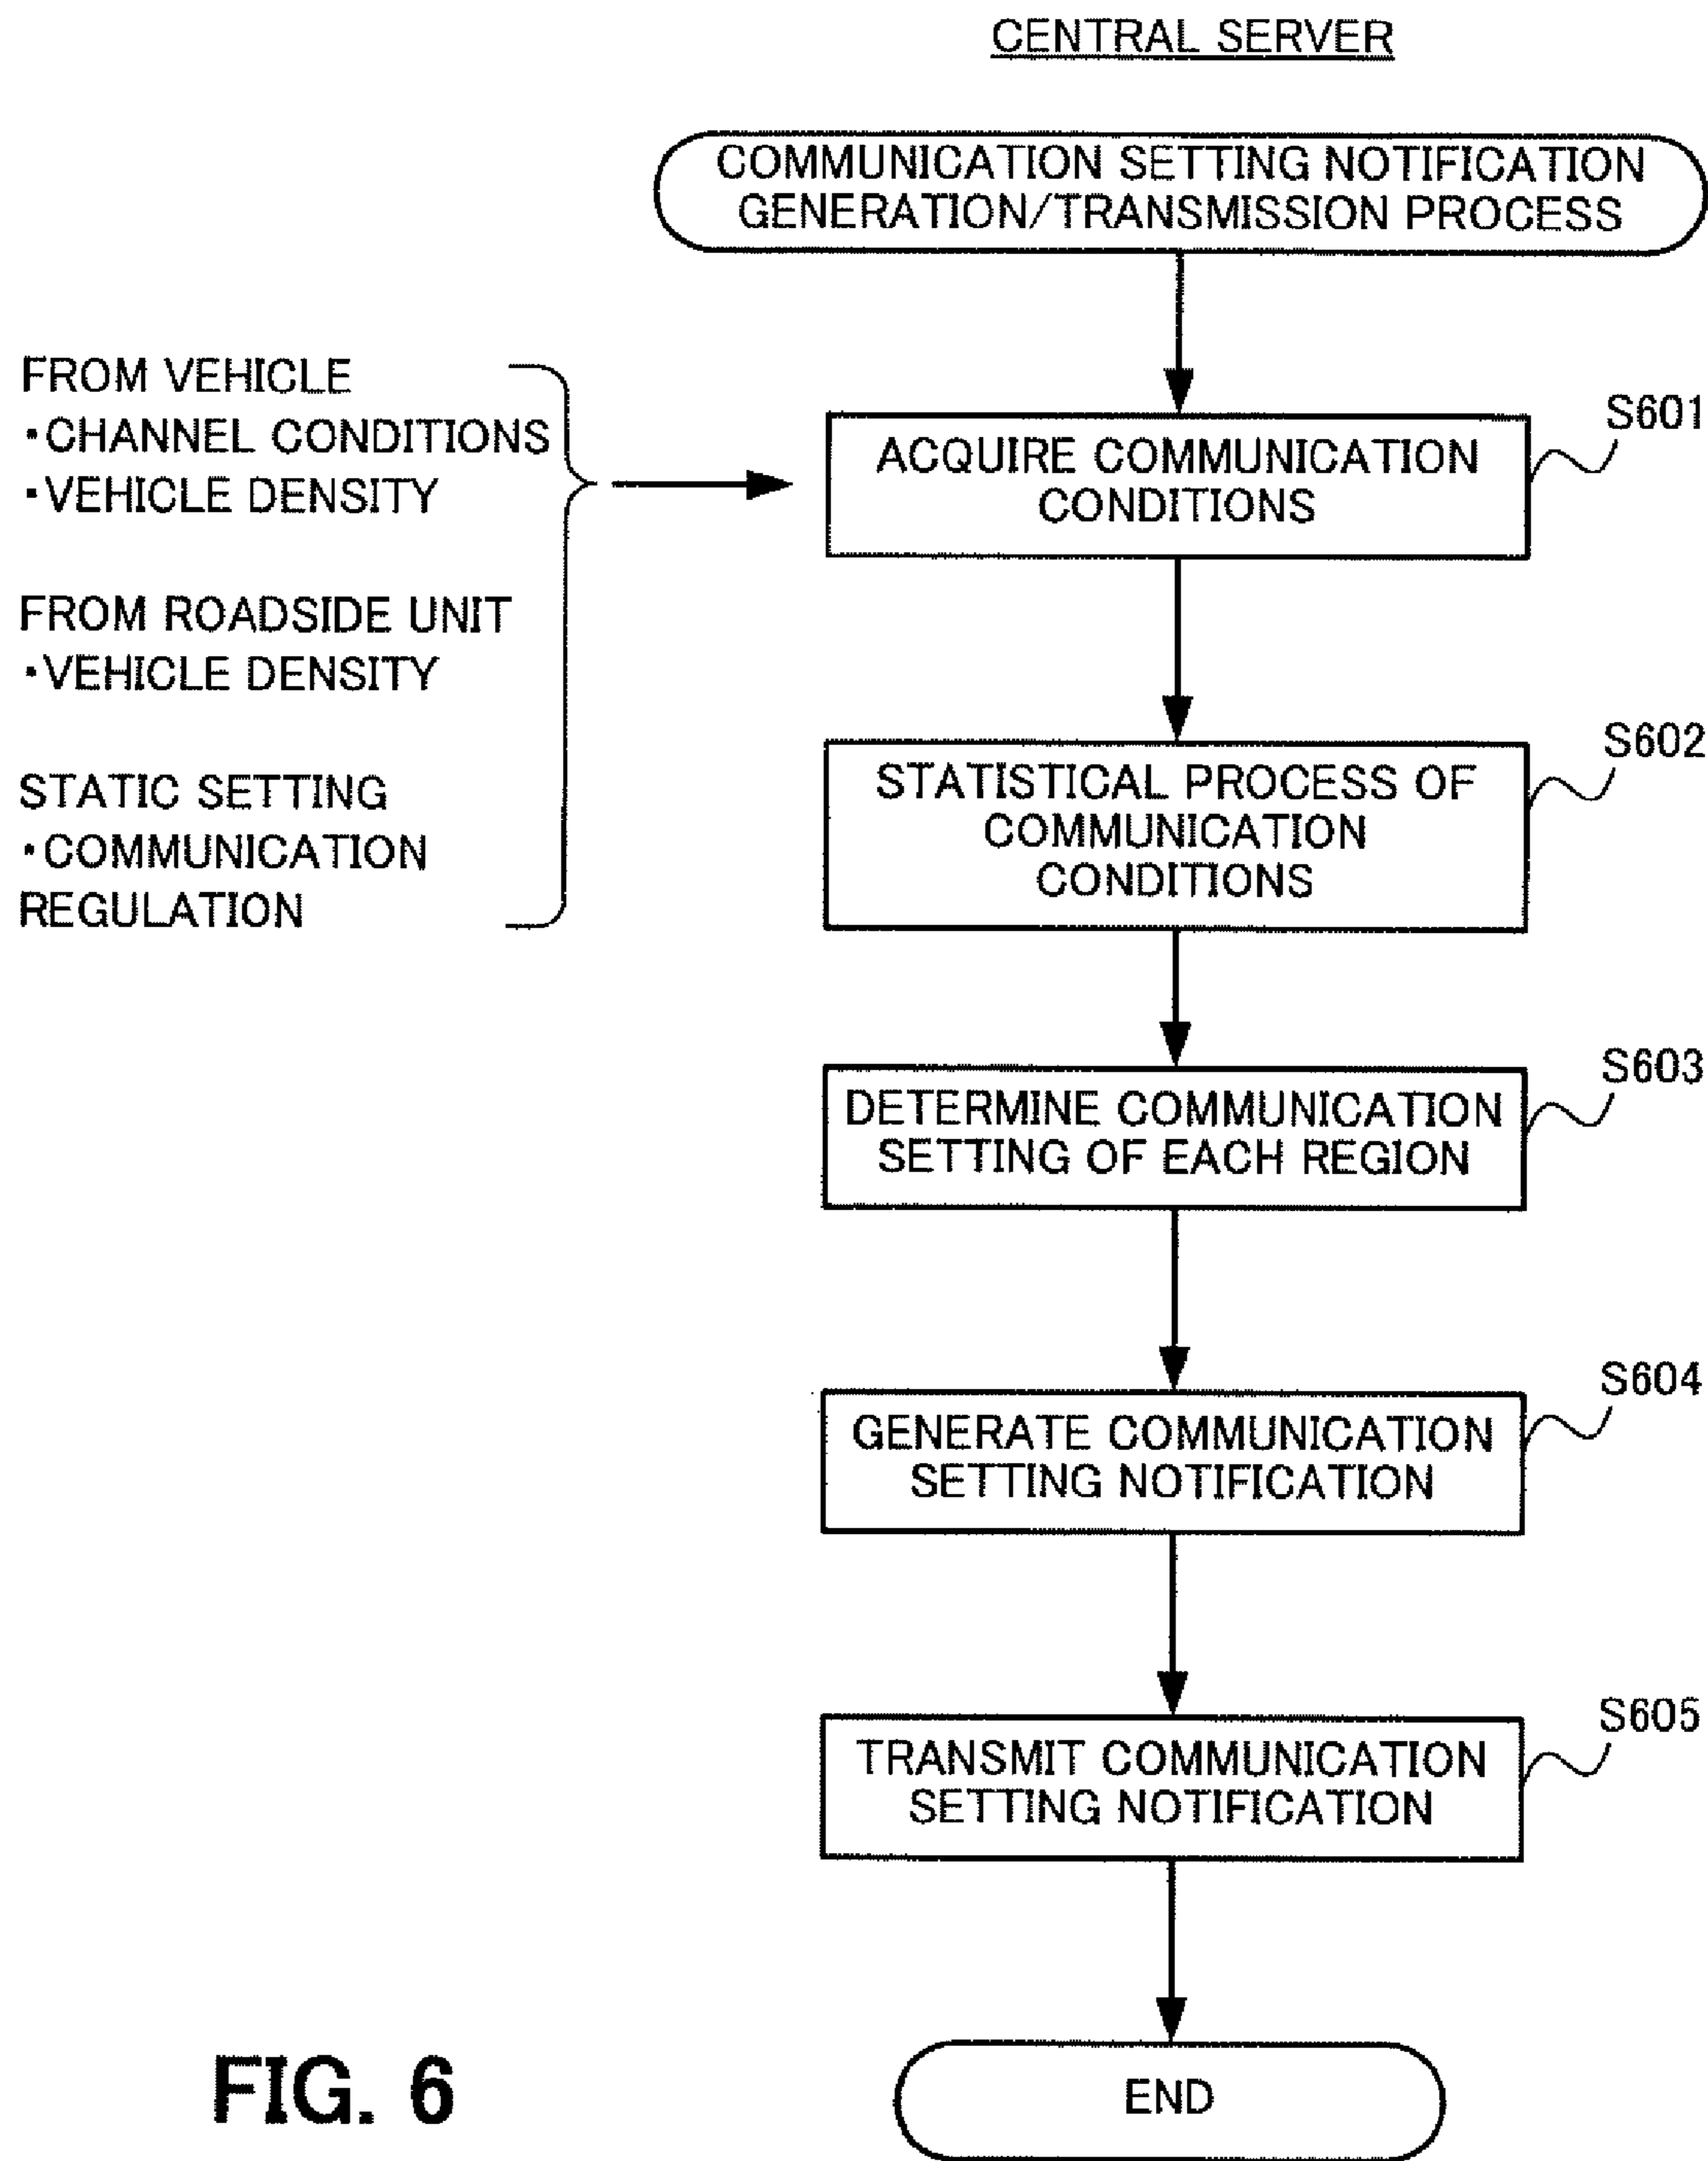 CENTRAL SERVER
COMMUNICATION SETTING NOTIFICATION
GENERATION/TRANSMISSION PROCESS
FROM VEHICLE
・CHANNEL CONDITIONS
・VEHICLE DENSITY
FROM ROADSIDE UNIT
・VEHICLE DENSITY
STATIC SETTING
・COMMUNICATION
REGULATION
S601
ACQUIRE COMMUNICATION
CONDITIONS
S602
STATISTICAL PROCESS OF
COMMUNICATION
CONDITIONS
S603
DETERMINE COMMUNICATION
SETTING OF EACH REGION
S604
GENERATE COMMUNICATION
SETTING NOTIFICATION
S605
TRANSMIT COMMUNICATION
SETTING NOTIFICATION
END
FIG. 6